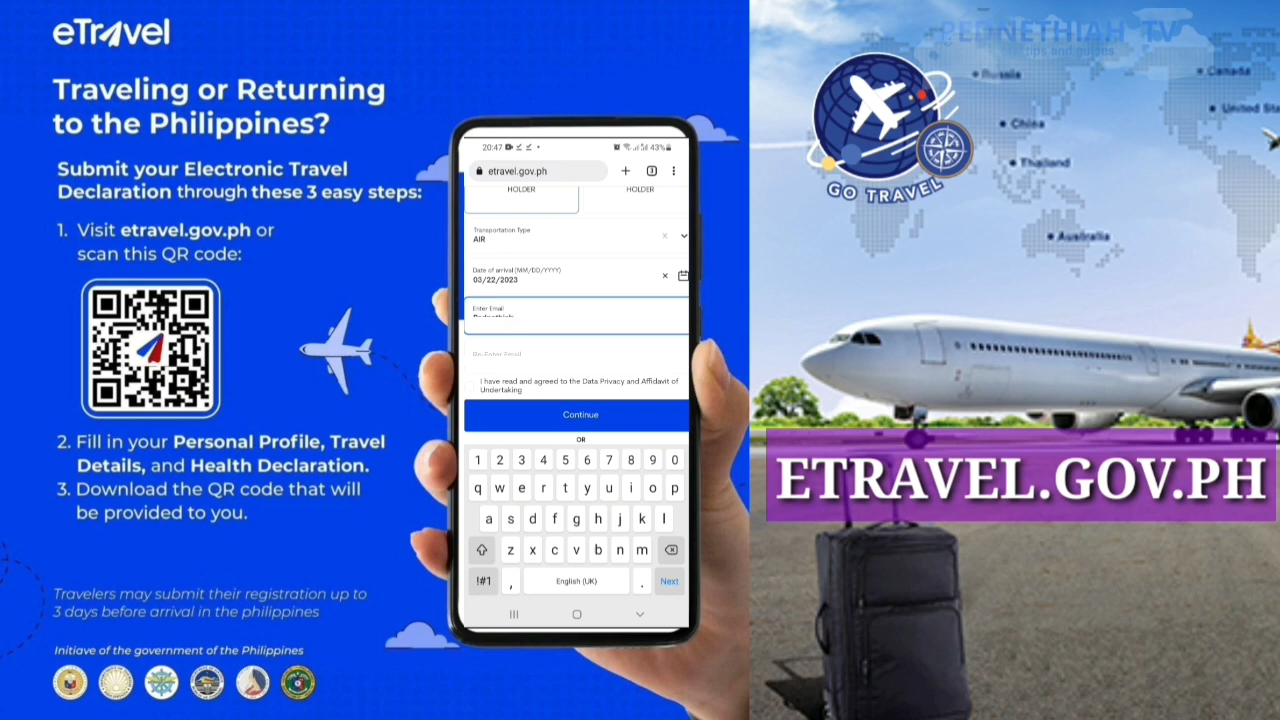 eTravel
Traveling or Returning
to the Philippines?
Submit your Electronic Travel
Declaration through these 3 easy steps:
1. Visit etravel.gov.ph or
scan this QR code:
2. Fill in your Personal Profile, Travel
Details, and Health Declaration.
3. Download the QR code that will
be provided to you.
Travelers may submit their registration up to
3 days before arrival in the philippines
Initiave of the government of the Philippines
20:47
43%
etravel.gov.ph
3
HOLDER
HOLDER
Transportation Type
AIR
Date of arrival (MM/DD/YYYY)
03/22/2023
Enter Email
Re-Enter Email
I have read and agreed to the Data Privacy and Affidavit of
Undertaking
Continue
OR
1 2 3 4 5 6 7 8 9 0
q w e r t y u i o p
a s d f g h j k l
z x c v b n m
!#1 , English (UK) . Next
PEDNETHIAH TV
tips and guides
Russia
Canada
United Sta
China
Thailand
Australia
GO TRAVEL
ETRAVEL.GOV.PH